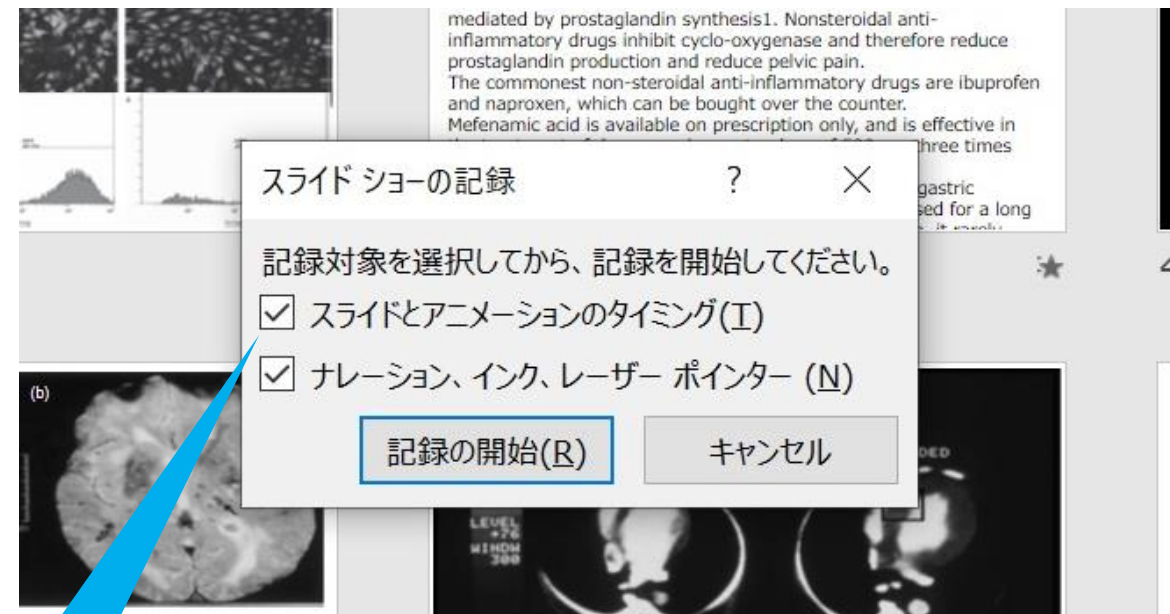 mediated by prostaglandin synthesis1. Nonsteroidal anti-
inflammatory drugs inhibit cyclo-oxygenase and therefore reduce
prostaglandin production and reduce pelvic pain.
The commonest non-steroidal anti-inflammatory drugs are ibuprofen
and naproxen, which can be bought over the counter.
Mefenamic acid is available on prescription only, and is effective in
three times
gastric
for a long
スライド ショーの記録
記録対象を選択してから、記録を開始してください。
スライドとアニメーションのタイミング(T)
ナレーション、インク、レーザー ポインター (N)
記録の開始(R)
キャンセル
(b)
LEVEL
+76
WINDW
300